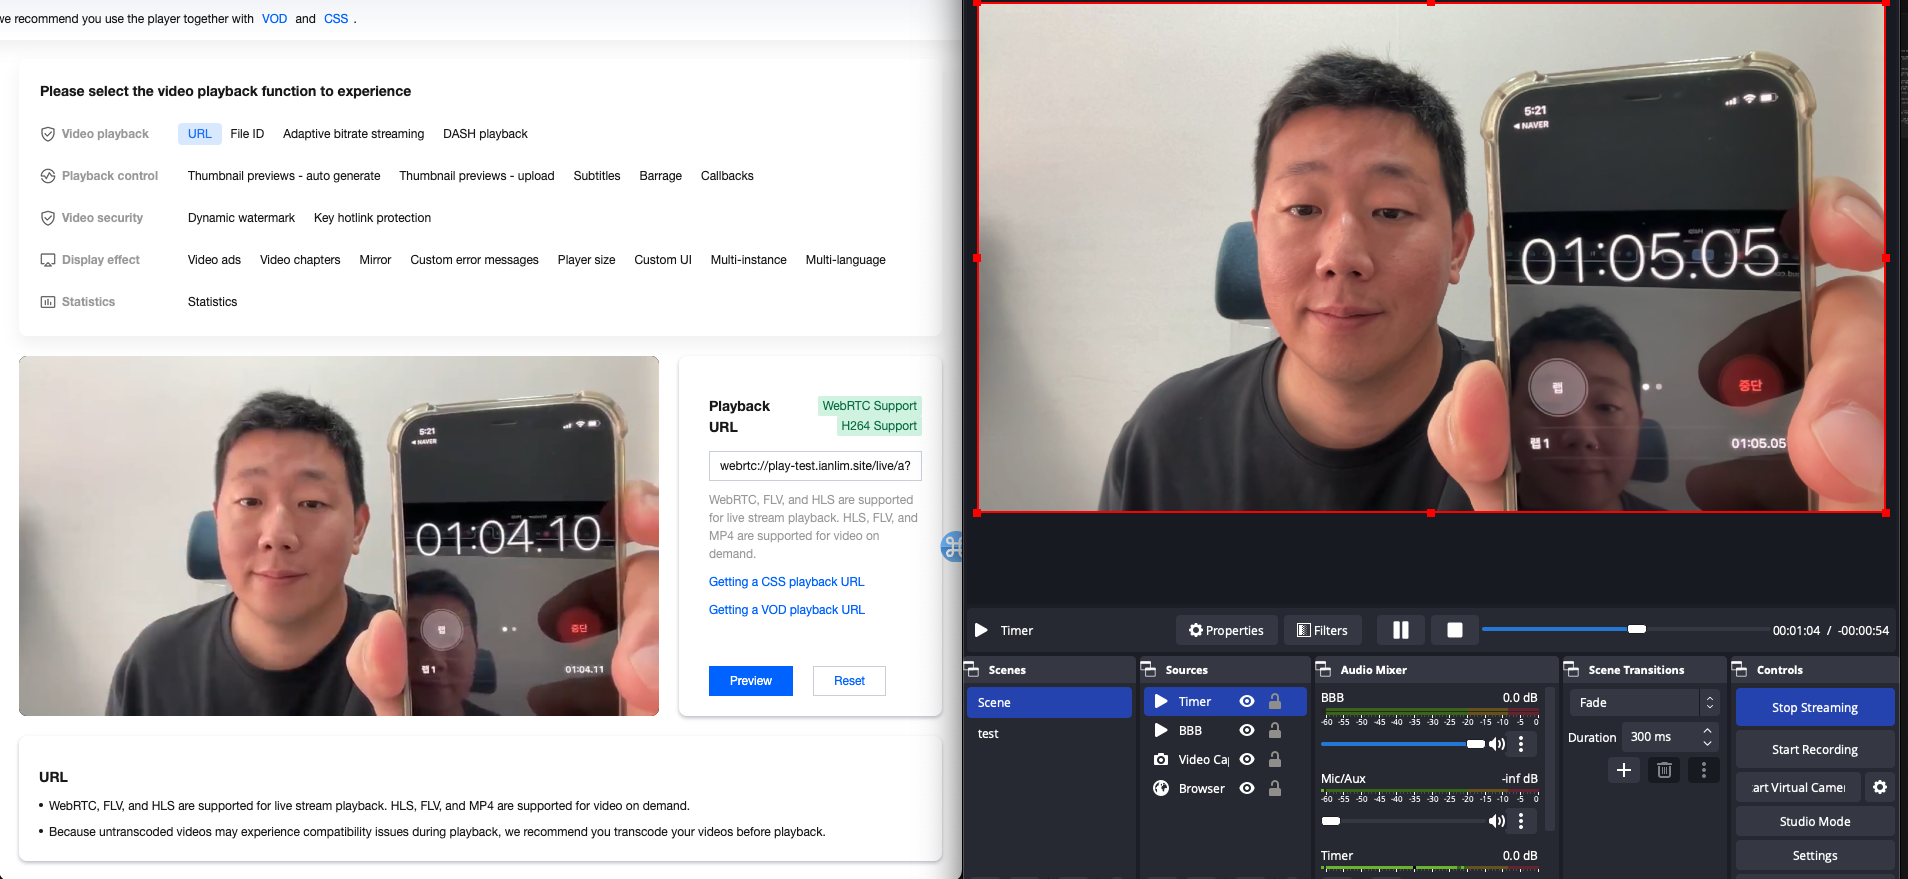 we recommend you use the player together with VOD and CSS .
Please select the video playback function to experience
Video playback URL File ID Adaptive bitrate streaming DASH playback
Playback control Thumbnail previews - auto generate Thumbnail previews - upload Subtitles Barrage Callbacks
Video security Dynamic watermark Key hotlink protection
Display effect Video ads Video chapters Mirror Custom error messages Player size Custom UI Multi-instance Multi-language
Statistics Statistics
5:21
◀ NAVER
01:04.10
랩
중단
랩 1 01:04.11
Playback URL
WebRTC Support
H264 Support
webrtc://play-test.ianlim.site/live/a?
WebRTC, FLV, and HLS are supported
for live stream playback. HLS, FLV, and
MP4 are supported for video on
demand.
Getting a CSS playback URL
Getting a VOD playback URL
Preview Reset
URL
• WebRTC, FLV, and HLS are supported for live stream playback. HLS, FLV, and MP4 are supported for video on demand.
• Because untranscoded videos may experience compatibility issues during playback, we recommend you transcode your videos before playback.
5:21
◀ NAVER
01:05.05
랩
중단
랩 1 01:05.05
Timer Properties Filters 00:01:04 / -00:00:54
Scenes
Scene
test
Sources
Timer
BBB
Video Ca
Browser
Audio Mixer
BBB 0.0 dB
-60 -55 -50 -45 -40 -35 -30 -25 -20 -15 -10 -5 0
Mic/Aux -inf dB
-60 -55 -50 -45 -40 -35 -30 -25 -20 -15 -10 -5 0
Timer 0.0 dB
Scene Transitions
Fade
Duration 300 ms
Controls
Stop Streaming
Start Recording
art Virtual Camer
Studio Mode
Settings